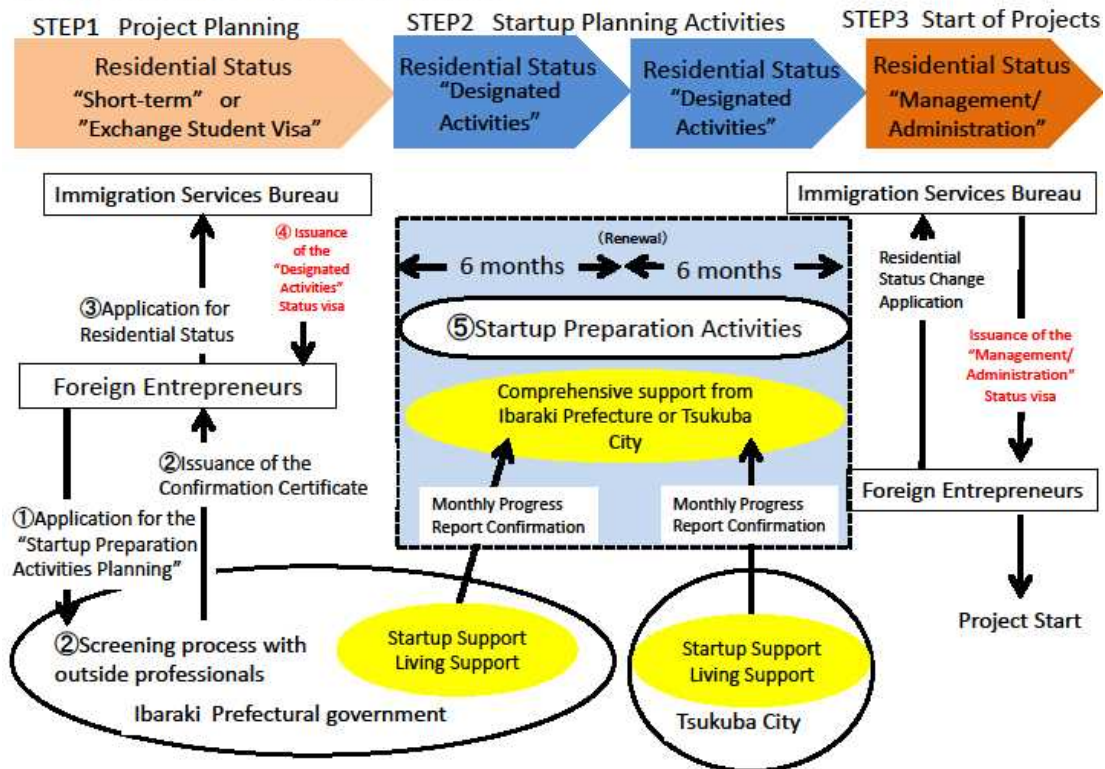 STEP1 Project Planning
STEP2 Startup Planning Activities
STEP3 Start of Projects
Residential Status
“Short-term” or
”Exchange Student Visa”
Residential Status
“Designated
Activities”
Residential Status
“Designated
Activities”
Residential Status
“Management/
Administration”
Immigration Services Bureau
④ Issuance
of the
“Designated
Activities”
Status visa
③Application for
Residential Status
Foreign Entrepreneurs
②Issuance of the
Confirmation Certificate
①Application for the
“Startup Preparation
Activities Planning”
②Screening process with
outside professionals
Ibaraki Prefectural government
Startup Support
Living Support
(Renewal)
6 months
6 months
⑤Startup Preparation Activities
Comprehensive support from
Ibaraki Prefecture or Tsukuba
City
Monthly Progress
Report Confirmation
Monthly Progress
Report Confirmation
Startup Support
Living Support
Tsukuba City
Immigration Services Bureau
Residential
Status Change
Application
Issuance of the
“Management/
Administration”
Status visa
Foreign Entrepreneurs
Project Start